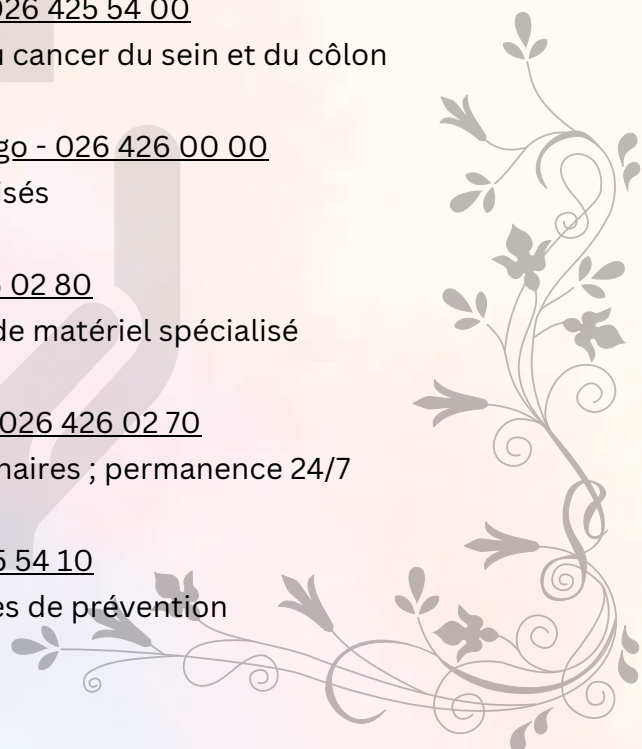 026 425 54 00
cancer du sein et du côlon
go - 026 426 00 00
isés
02 80
de matériel spécialisé
026 426 02 70
naires ; permanence 24/7
5 54 10
es de prévention